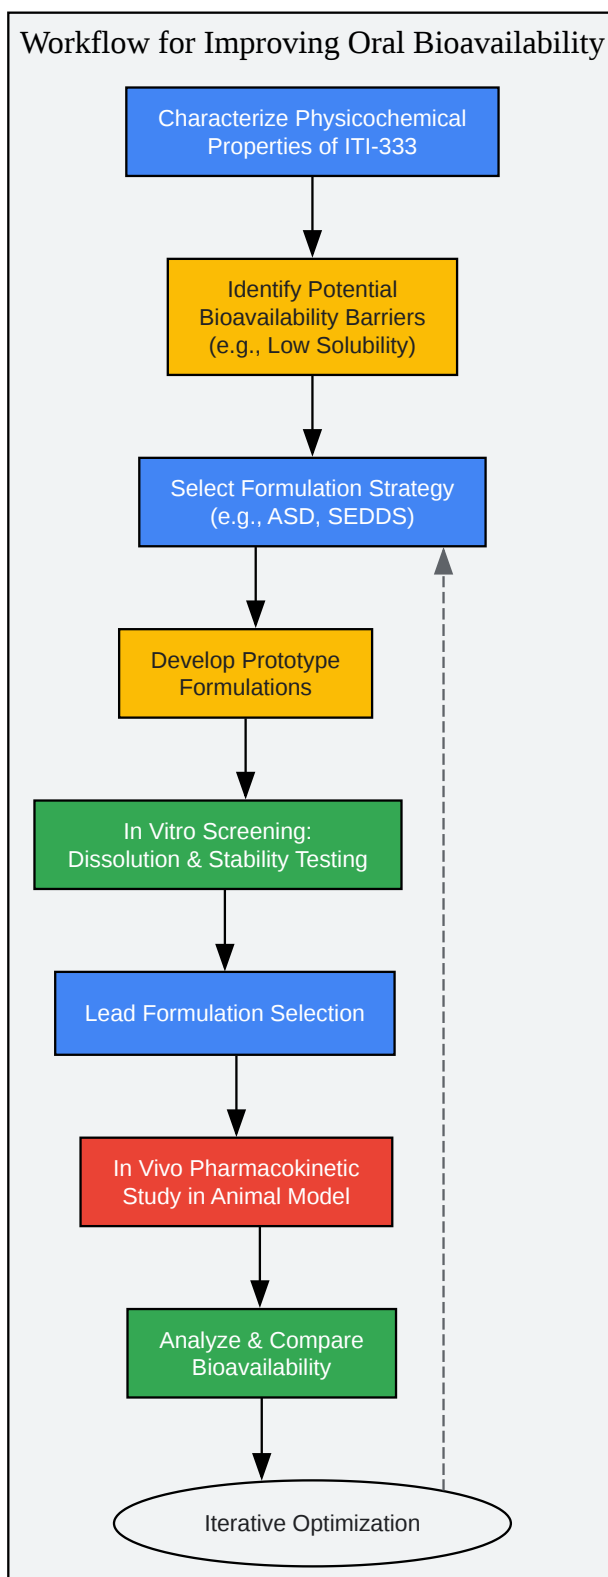 Workflow for Improving Oral Bioavailability
Characterize Physicochemical
Properties of ITI-333
Identify Potential
Bioavailability Barriers
(e.g., Low Solubility)
Select Formulation Strategy
(e.g., ASD, SEDDS)
Develop Prototype
Formulations
In Vitro Screening:
Dissolution & Stability Testing
Lead Formulation Selection
In Vivo Pharmacokinetic
Study in Animal Model
Analyze & Compare
Bioavailability
Iterative Optimization